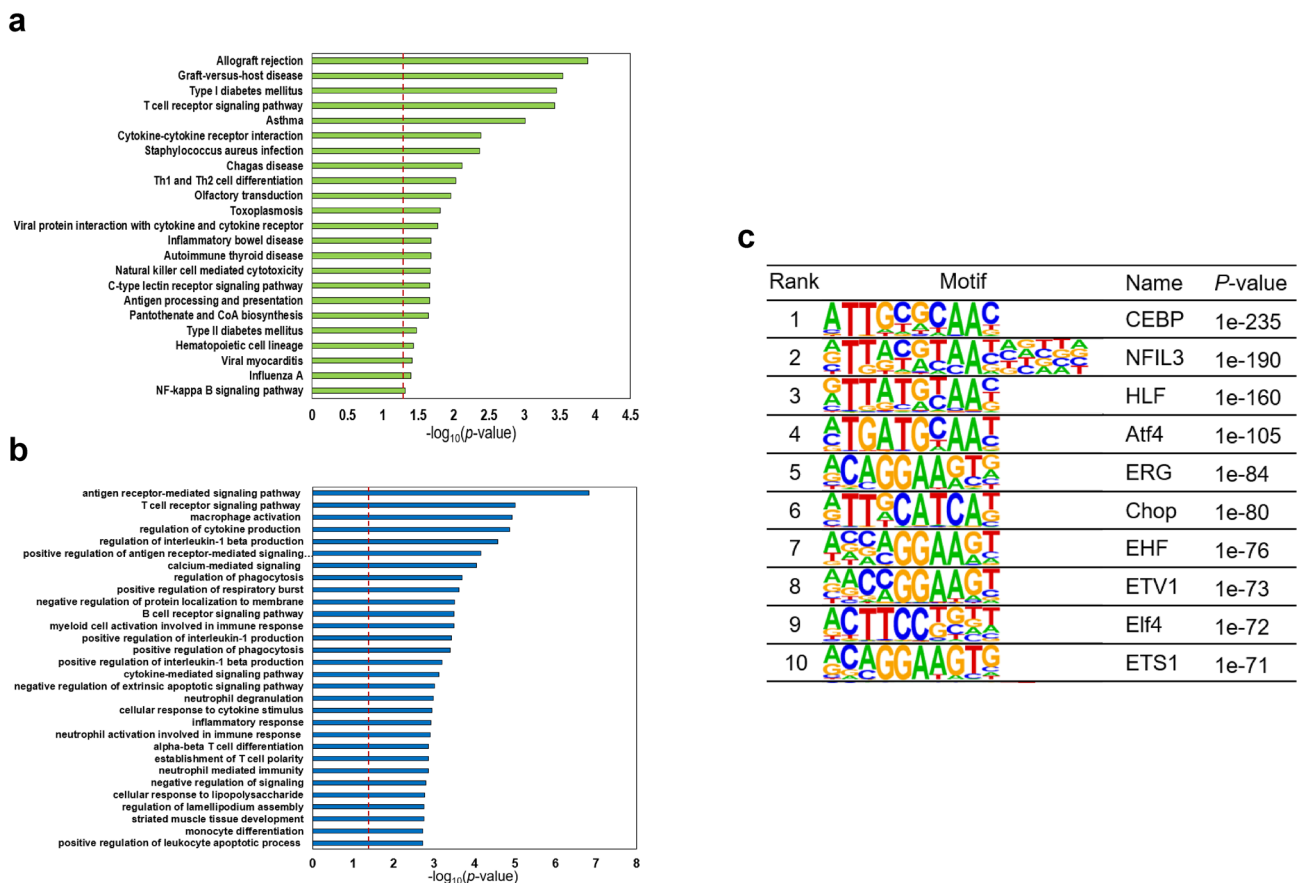 a
Allograft rejection
Graft-versus-host disease
Type I diabetes mellitus
T cell receptor signaling pathway
Asthma
Cytokine-cytokine receptor interaction
Staphylococcus aureus infection
Chagas disease
Th1 and Th2 cell differentiation
Olfactory transduction
Toxoplasmosis
Viral protein interaction with cytokine and cytokine receptor
Inflammatory bowel disease
Autoimmune thyroid disease
Natural killer cell mediated cytotoxicity
C-type lectin receptor signaling pathway
Antigen processing and presentation
Pantothenate and CoA biosynthesis
Type II diabetes mellitus
Hematopoietic cell lineage
Viral myocarditis
Influenza A
NF-kappa B signaling pathway
0 0.5 1 1.5 2 2.5 3 3.5 4 4.5
-log10(p-value)
b
antigen receptor-mediated signaling pathway
T cell receptor signaling pathway
macrophage activation
regulation of cytokine production
regulation of interleukin-1 beta production
positive regulation of antigen receptor-mediated signaling...
calcium-mediated signaling
regulation of phagocytosis
positive regulation of respiratory burst
negative regulation of protein localization to membrane
B cell receptor signaling pathway
myeloid cell activation involved in immune response
positive regulation of interleukin-1 production
positive regulation of phagocytosis
positive regulation of interleukin-1 beta production
cytokine-mediated signaling pathway
negative regulation of extrinsic apoptotic signaling pathway
neutrophil degranulation
cellular response to cytokine stimulus
inflammatory response
neutrophil activation involved in immune response
alpha-beta T cell differentiation
establishment of T cell polarity
neutrophil mediated immunity
negative regulation of signaling
cellular response to lipopolysaccharide
regulation of lamellipodium assembly
striated muscle tissue development
monocyte differentiation
positive regulation of leukocyte apoptotic process
0 1 2 3 4 5 6 7 8
-log10(p-value)
c
Rank Motif Name P-value
1 ATTGCGCAAC CEBP 1e-235
2 NFIL3 1e-190
3 HLF 1e-160
4 Atf4 1e-105
5 ERG 1e-84
6 Chop 1e-80
7 EHF 1e-76
8 ETV1 1e-73
9 Elf4 1e-72
10 ETS1 1e-71